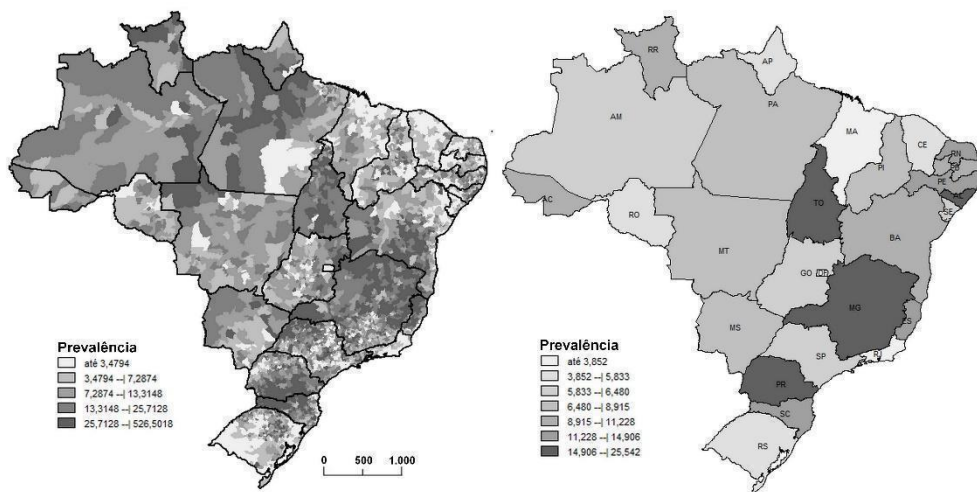 Prevalência
até 3,4794
3,4794 --| 7,2874
7,2874 --| 13,3148
13,3148 --| 25,7128
25,7128 --| 526,5018
0 500 1.000
RR
AP
AM
PA
MA
CE
RN
PI
PE
AC
TO
SE
RO
BA
MT
GO
DF
MG
ES
MS
SP
RJ
PR
SC
RS
Prevalência
até 3,852
3,852 --| 5,833
5,833 --| 6,480
6,480 --| 8,915
8,915 --| 11,228
11,228 --| 14,906
14,906 --| 25,542